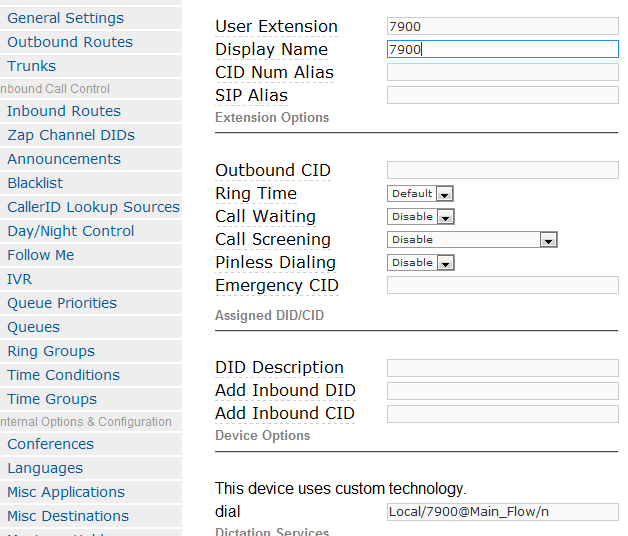 General Settings
Outbound Routes
Trunks
nbound Call Control
Inbound Routes
Zap Channel DIDs
Announcements
Blacklist
CallerID Lookup Sources
Day/Night Control
Follow Me
IVR
Queue Priorities
Queues
Ring Groups
Time Conditions
Time Groups
nternal Options & Configuration
Conferences
Languages
Misc Applications
Misc Destinations
User Extension 7900
Display Name 7900
CID Num Alias
SIP Alias
Extension Options
Outbound CID
Ring Time Default
Call Waiting Disable
Call Screening Disable
Pinless Dialing Disable
Emergency CID
Assigned DID/CID
DID Description
Add Inbound DID
Add Inbound CID
Device Options
This device uses custom technology.
dial Local/7900@Main_Flow/n
Dictation Services